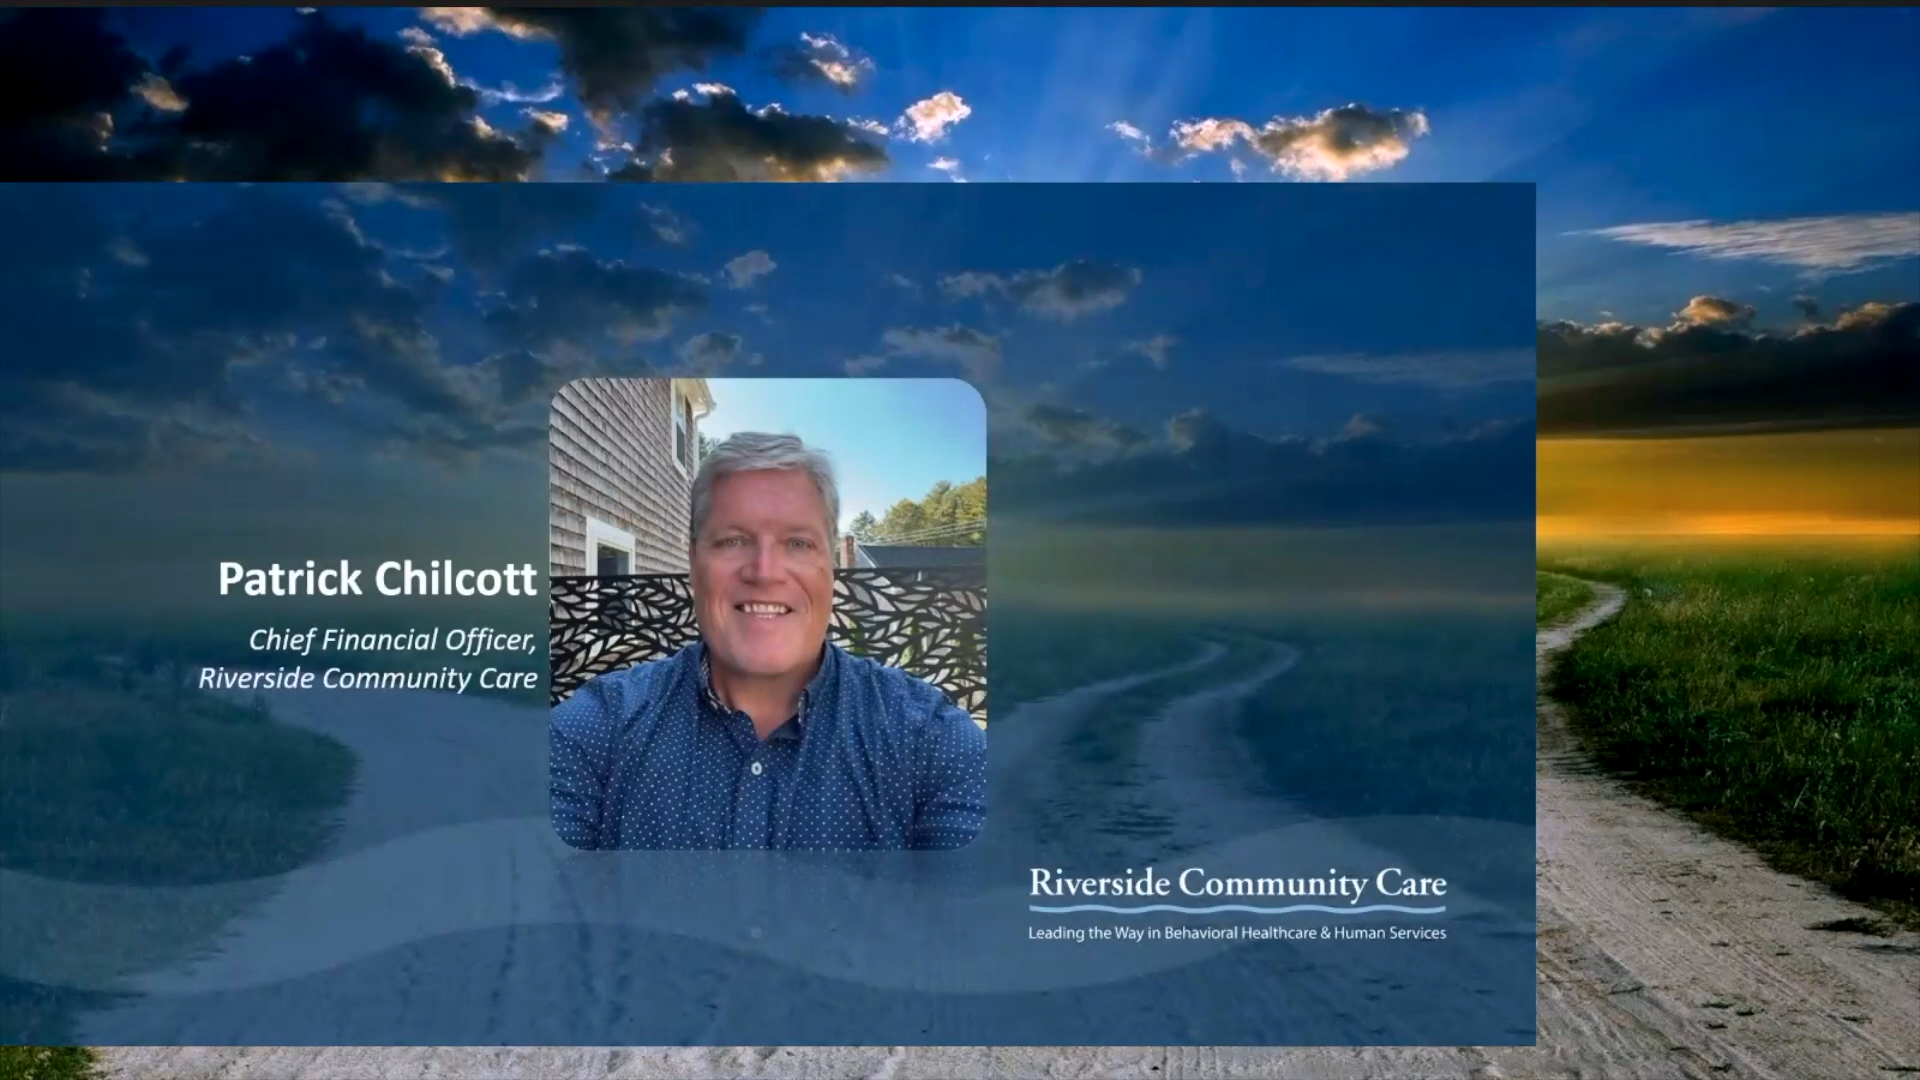 Patrick Chilcott
Chief Financial Officer,
Riverside Community Care
Riverside Community Care
Leading the Way in Behavioral Healthcare & Human Services